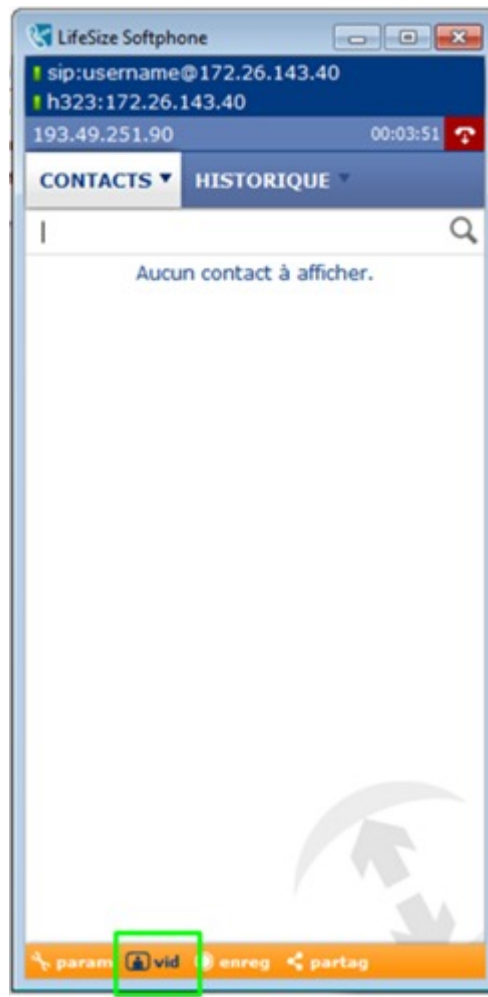 LifeSize Softphone
sip:username@172.26.143.40
h323:172.26.143.40
193.49.251.90 00:03:51
CONTACTS HISTORIQUE
Aucun contact à afficher.
param vid enreg partag